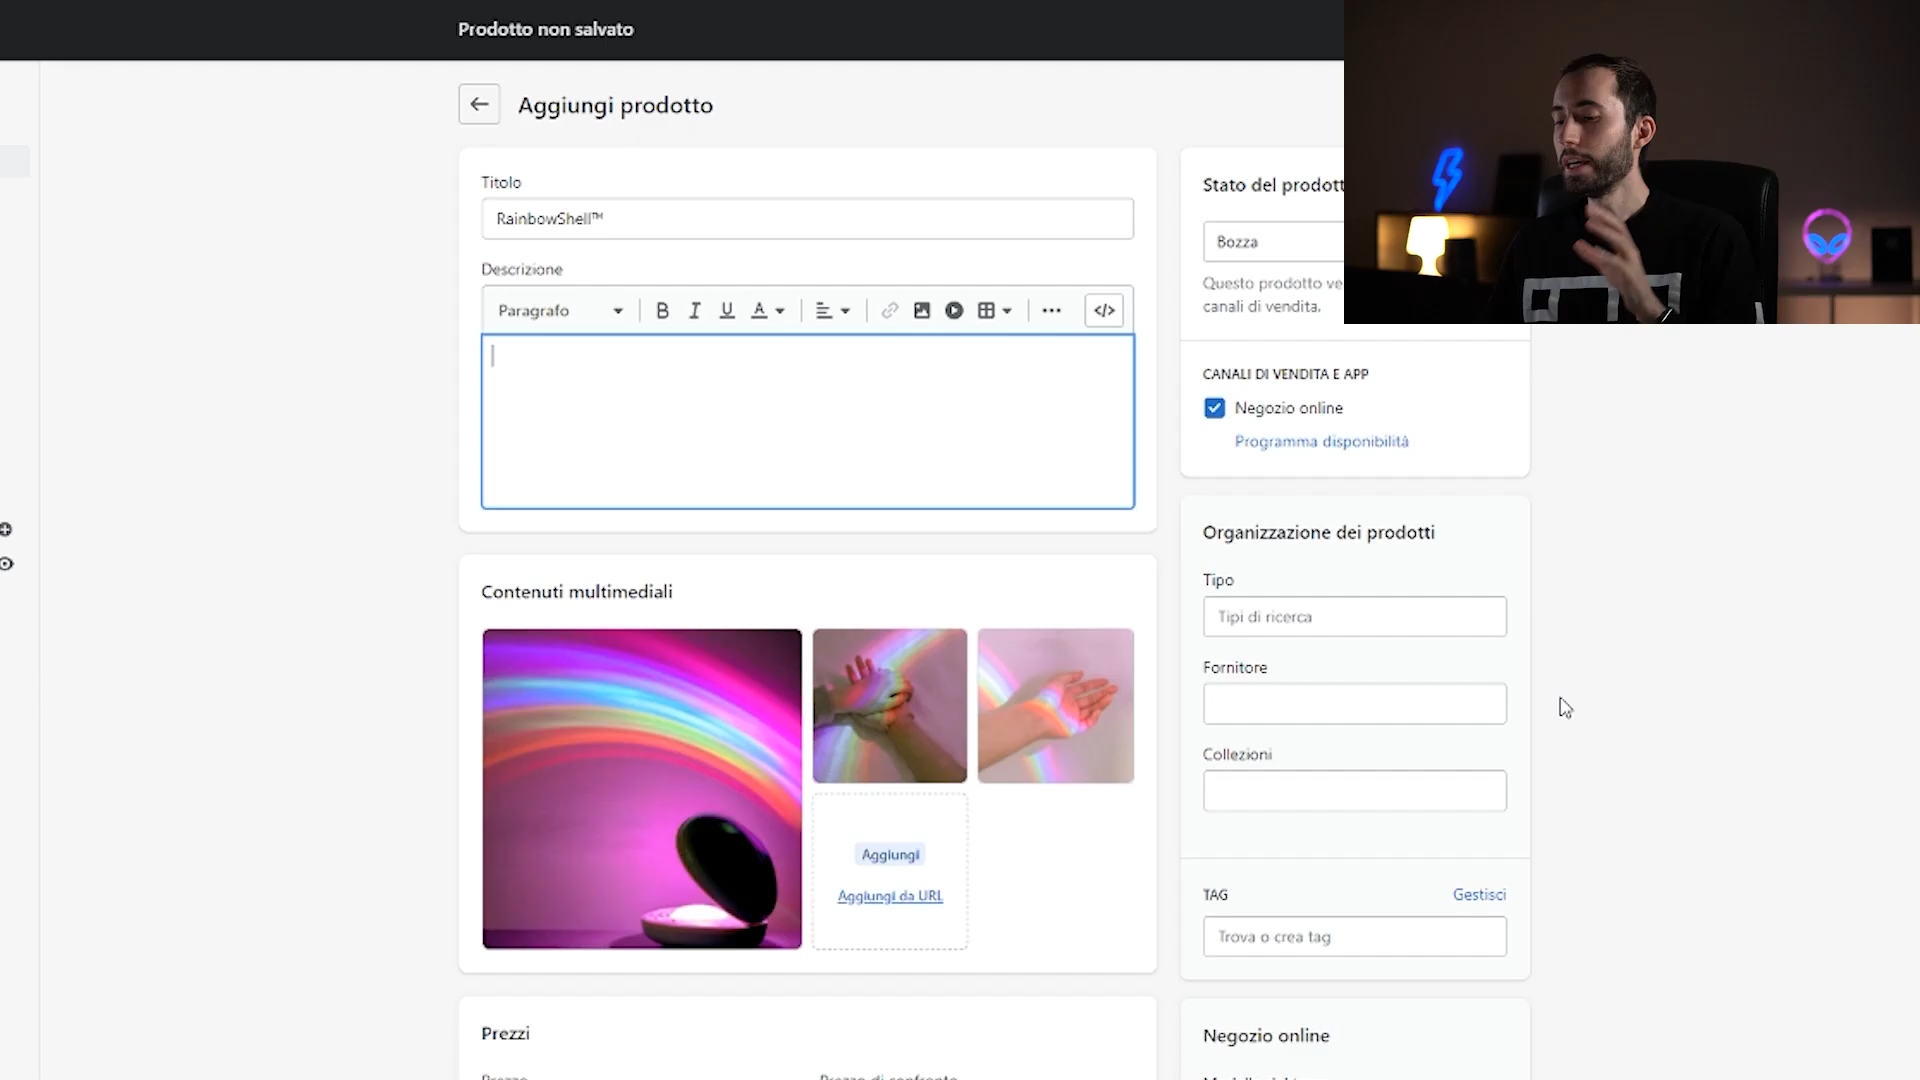 Prodotto non salvato
Aggiungi prodotto
Titolo
RainbowShell™
Descrizione
Paragrafo
B I U A
</>
Contenuti multimediali
Aggiungi
Aggiungi da URL
Prezzi
Stato del prodott
Bozza
Questo prodotto ve
canali di vendita.
CANALI DI VENDITA E APP
Negozio online
Programma disponibilità
Organizzazione dei prodotti
Tipo
Tipi di ricerca
Fornitore
Collezioni
TAG
Gestisci
Trova o crea tag
Negozio online